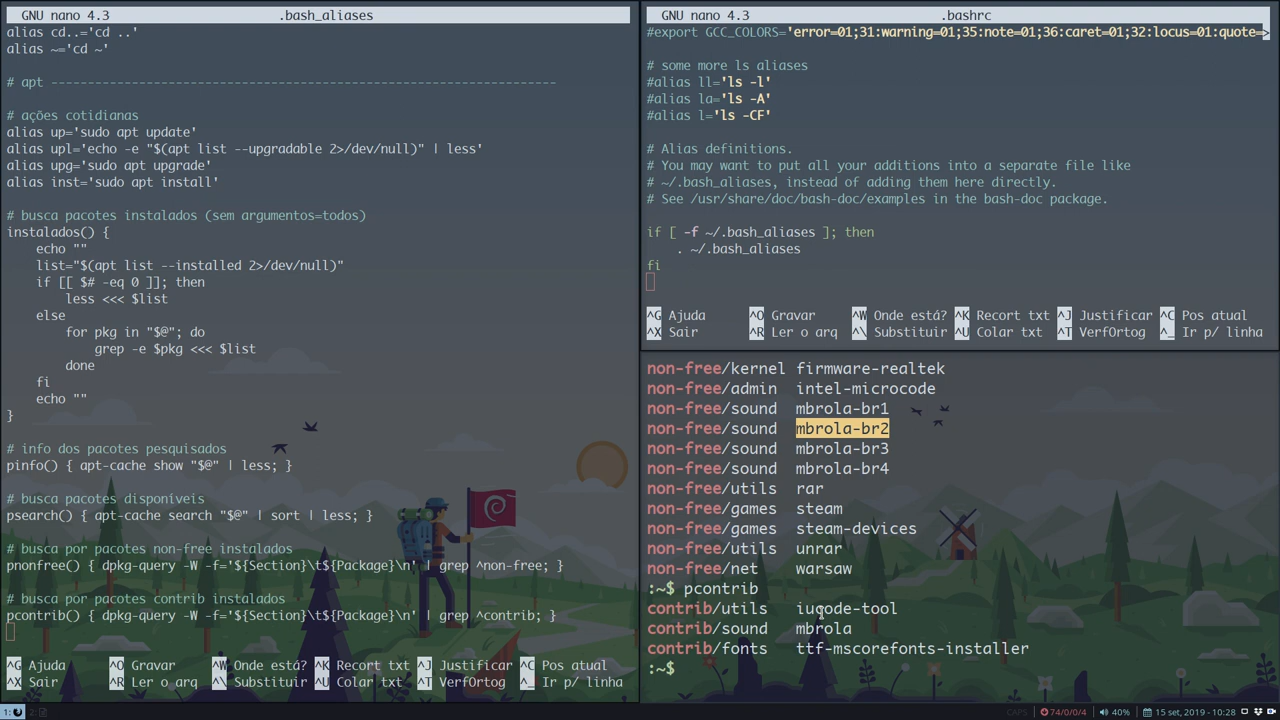 GNU nano 4.3 .bash_aliases
alias cd..='cd ..'
alias ~='cd ~'
# apt -------------------------------------------------------
# ações cotidianas
alias up='sudo apt update'
alias upl='echo -e "$(apt list --upgradable 2>/dev/null)" | less'
alias upg='sudo apt upgrade'
alias inst='sudo apt install'
# busca pacotes instalados (sem argumentos=todos)
instalados() {
echo ""
list="$(apt list --installed 2>/dev/null)"
if [[ $# -eq 0 ]]; then
less <<< $list
else
for pkg in "$@"; do
grep -e $pkg <<< $list
done
fi
echo ""
}
# info dos pacotes pesquisados
pinfo() { apt-cache show "$@" | less; }
# busca pacotes disponíveis
psearch() { apt-cache search "$@" | sort | less; }
# busca por pacotes non-free instalados
pnonfree() { dpkg-query -W -f='${Section}\t${Package}\n' | grep ^non-free; }
# busca por pacotes contrib instalados
pcontrib() { dpkg-query -W -f='${Section}\t${Package}\n' | grep ^contrib; }
^G Ajuda ^O Gravar ^W Onde está? ^K Recort txt ^J Justificar ^C Pos atual
^X Sair ^R Ler o arq ^\ Substituir ^U Colar txt ^T VerfOrtog ^_ Ir p/ linha
GNU nano 4.3 .bashrc
#export GCC_COLORS='error=01;31:warning=01;35:note=01;36:caret=01;32:locus=01:quote=>
# some more ls aliases
#alias ll='ls -l'
#alias la='ls -A'
#alias l='ls -CF'
# Alias definitions.
# You may want to put all your additions into a separate file like
# ~/.bash_aliases, instead of adding them here directly.
# See /usr/share/doc/bash-doc/examples in the bash-doc package.
if [ -f ~/.bash_aliases ]; then
. ~/.bash_aliases
fi
^G Ajuda ^O Gravar ^W Onde está? ^K Recort txt ^J Justificar ^C Pos atual
^X Sair ^R Ler o arq ^\ Substituir ^U Colar txt ^T VerfOrtog ^_ Ir p/ linha
non-free/kernel firmware-realtek
non-free/admin intel-microcode
non-free/sound mbrola-br1
non-free/sound mbrola-br2
non-free/sound mbrola-br3
non-free/sound mbrola-br4
non-free/utils rar
non-free/games steam
non-free/games steam-devices
non-free/utils unrar
non-free/net warsaw
:~$ pcontrib
contrib/utils iucode-tool
contrib/sound mbrola
contrib/fonts ttf-mscorefonts-installer
:~$
1: 2: CAPS 74/0/0/4 40% 15 set, 2019 - 10:28